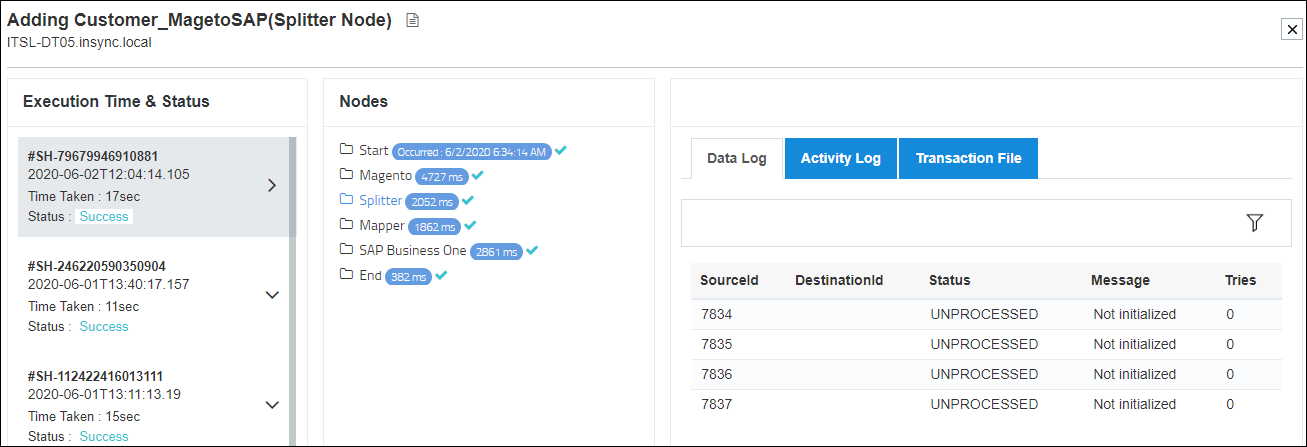 Adding Customer_MagetoSAP(Splitter Node)
ITSL-DT05.insync.local
Execution Time & Status
#SH-79679946910881
2020-06-02T12:04:14.105
Time Taken : 17sec
Status : Success
#SH-246220590350904
2020-06-01T13:40:17.157
Time Taken : 11sec
Status : Success
#SH-112422416013111
2020-06-01T13:11:13.19
Time Taken : 15sec
Status : Success
Nodes
Start Occurred : 6/2/2020 6:34:14 AM
Magento 4727 ms
Splitter 2052 ms
Mapper 1862 ms
SAP Business One 2861 ms
End 382 ms
Data Log Activity Log Transaction File
SourceId DestinationId Status Message Tries
7834 UNPROCESSED Not initialized 0
7835 UNPROCESSED Not initialized 0
7836 UNPROCESSED Not initialized 0
7837 UNPROCESSED Not initialized 0